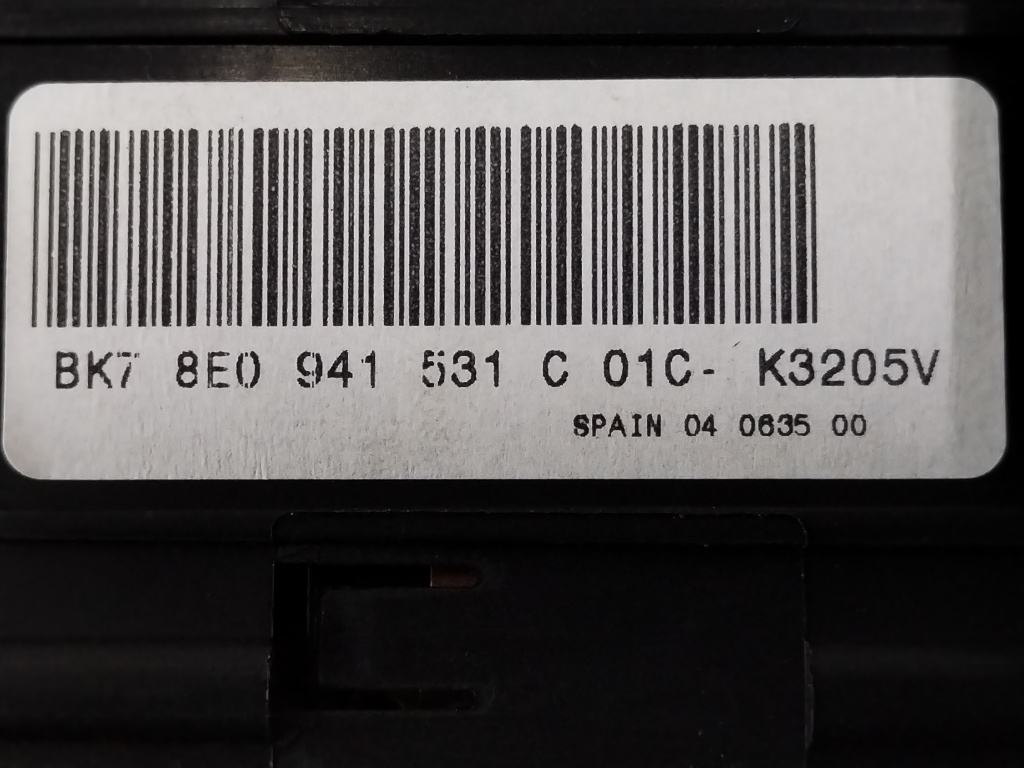 BK7 8E0 941 531 C 01C- K3205V
SPAIN 04 0635 00